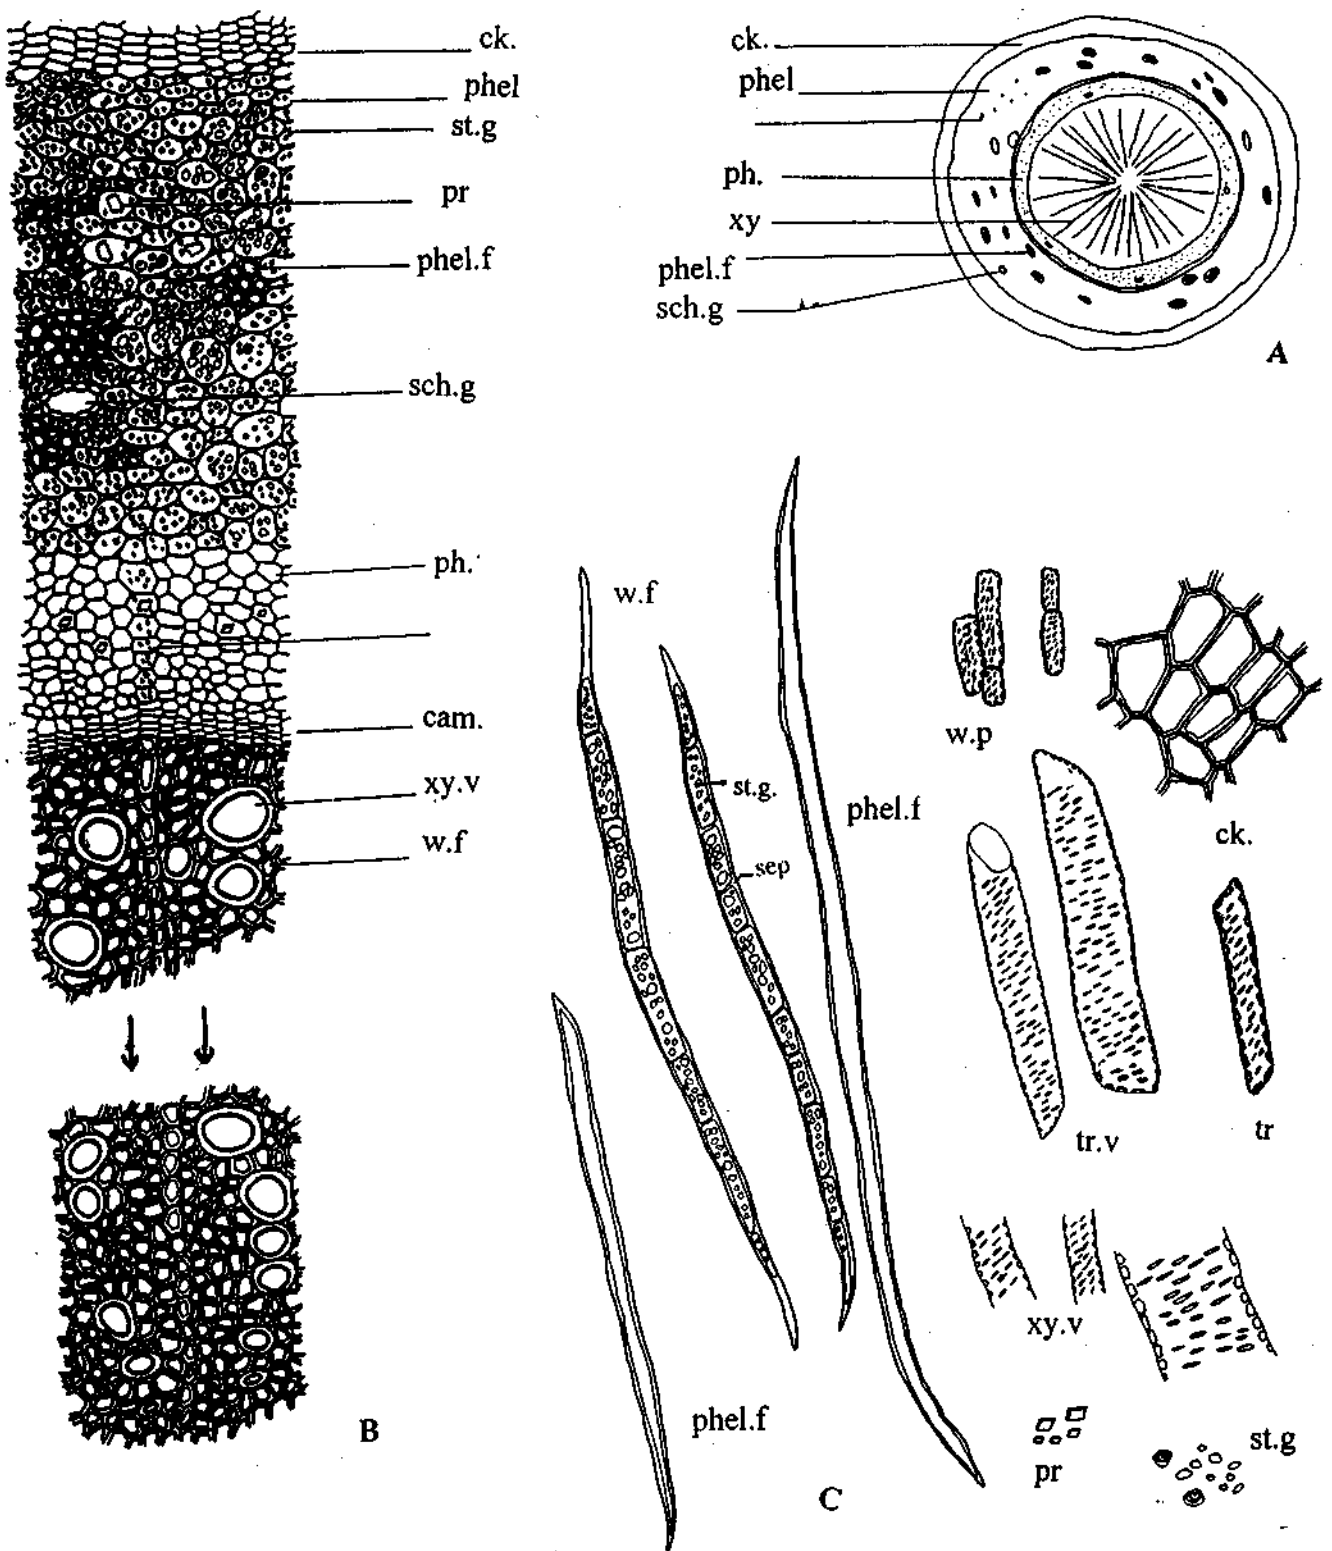 ck.
phel
st.g
pr
phel.f
sch.g
ph.
cam.
xy.v
w.f
B
ck.
phel
ph.
xy
phel.f
sch.g
A
w.f
st.g.
sep
phel.f
phel.f
w.p
ck.
tr.v
tr
xy.v
pr
st.g
C